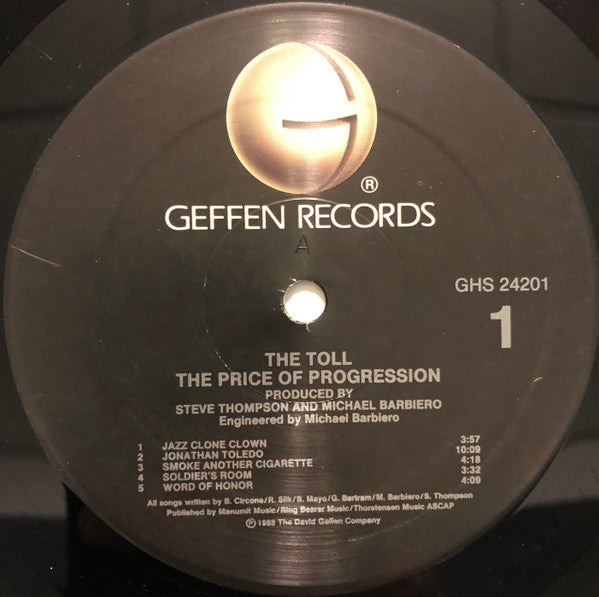 ®
GEFFEN RECORDS
A
GHS 24201
1
THE TOLL
THE PRICE OF PROGRESSION
PRODUCED BY
STEVE THOMPSON AND MICHAEL BARBIERO
Engineered by Michael Barbiero
1 JAZZ CLONE CLOWN 3:57
2 JONATHAN TOLEDO 10:09
3 SMOKE ANOTHER CIGARETTE 4:18
4 SOLDIER'S ROOM 3:32
5 WORD OF HONOR 4:09
All songs written by B. Circone/R. Silk/B. Mayo/G. Bartram/M. Barbiero/S. Thompson
Published by Manumit Music/Ring Bearer Music/Thoretensen Music ASCAP
℗ 1988 The David Geffen Company